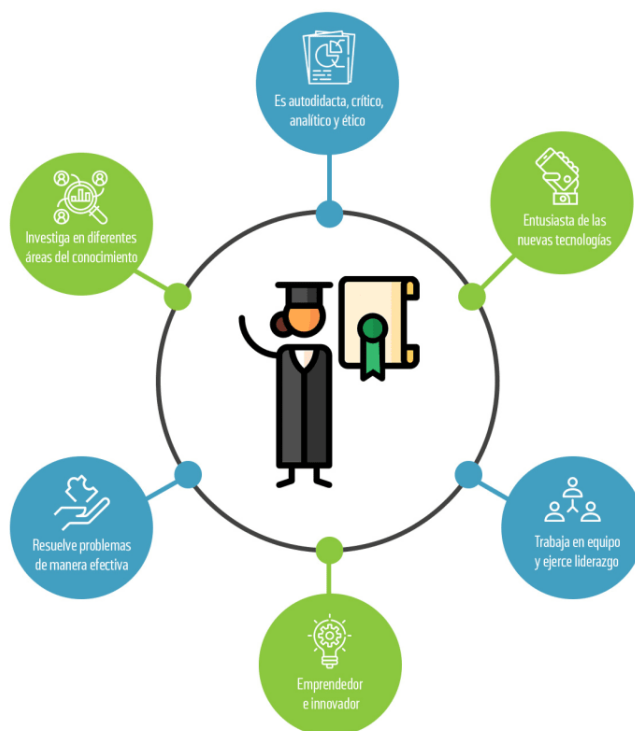 Es autodidacta, crítico,
analítico y ético
Entusiasta de las
nuevas tecnologías
Trabaja en equipo
y ejerce liderazgo
Emprendedor
e innovador
Resuelve problemas
de manera efectiva
Investiga en diferentes
áreas del conocimiento